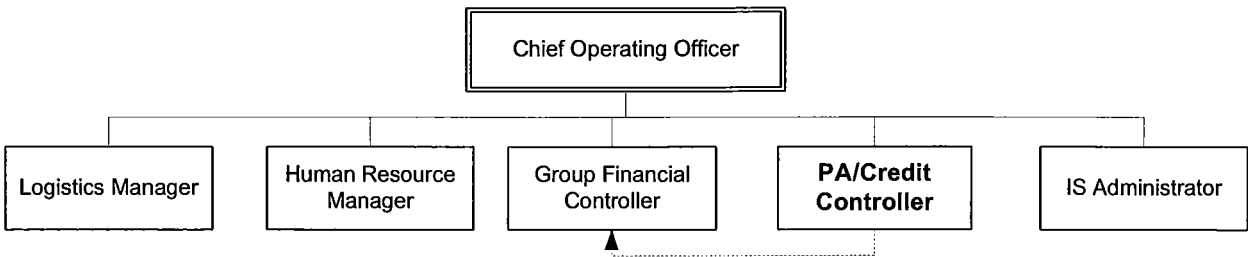 Chief Operating Officer
Logistics Manager
Human Resource
Manager
Group Financial
Controller
PA/Credit
Controller
IS Administrator